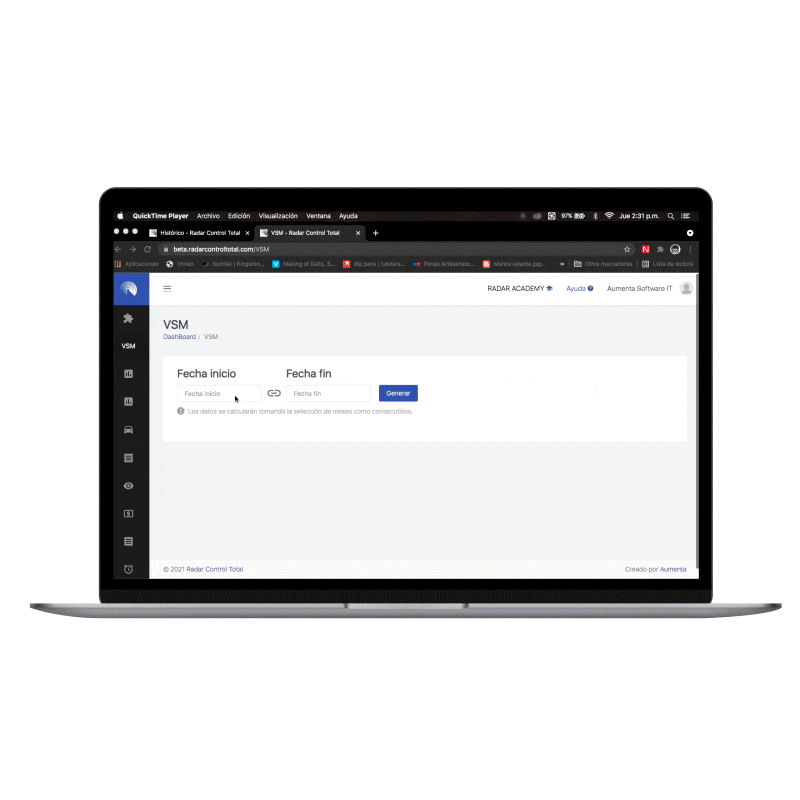 QuickTime Player Archivo Edición Visualización Ventana Ayuda 97% Jue 2:31 p.m.
Histórico - Radar Control Total × VSM - Radar Control Total × +
beta.radarcontroltotal.com/VSM N
Aplicaciones Vimeo Sumitel | Kingston... Making of Gallo, S... dip pens | Lestara... Penas Artesanais... Menos+planta.jpg... » Otros marcadores Lista de lectura
RADAR ACADEMY Ayuda Aumenta Software IT
VSM
DashBoard / VSM
VSM
Fecha inicio Fecha fin
Fecha inicio Fecha fin Generar
Los datos se calcularán tomando la selección de meses como consecutivos.
© 2021 Radar Control Total Creado por Aumenta